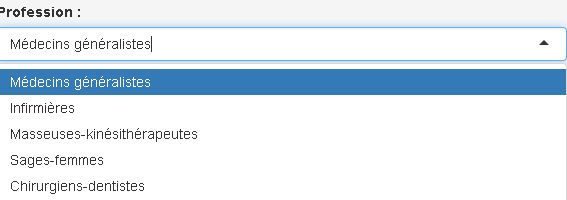 Profession :
Médecins généralistes
Médecins généralistes
Infirmières
Masseuses-kinésithérapeutes
Sages-femmes
Chirurgiens-dentistes